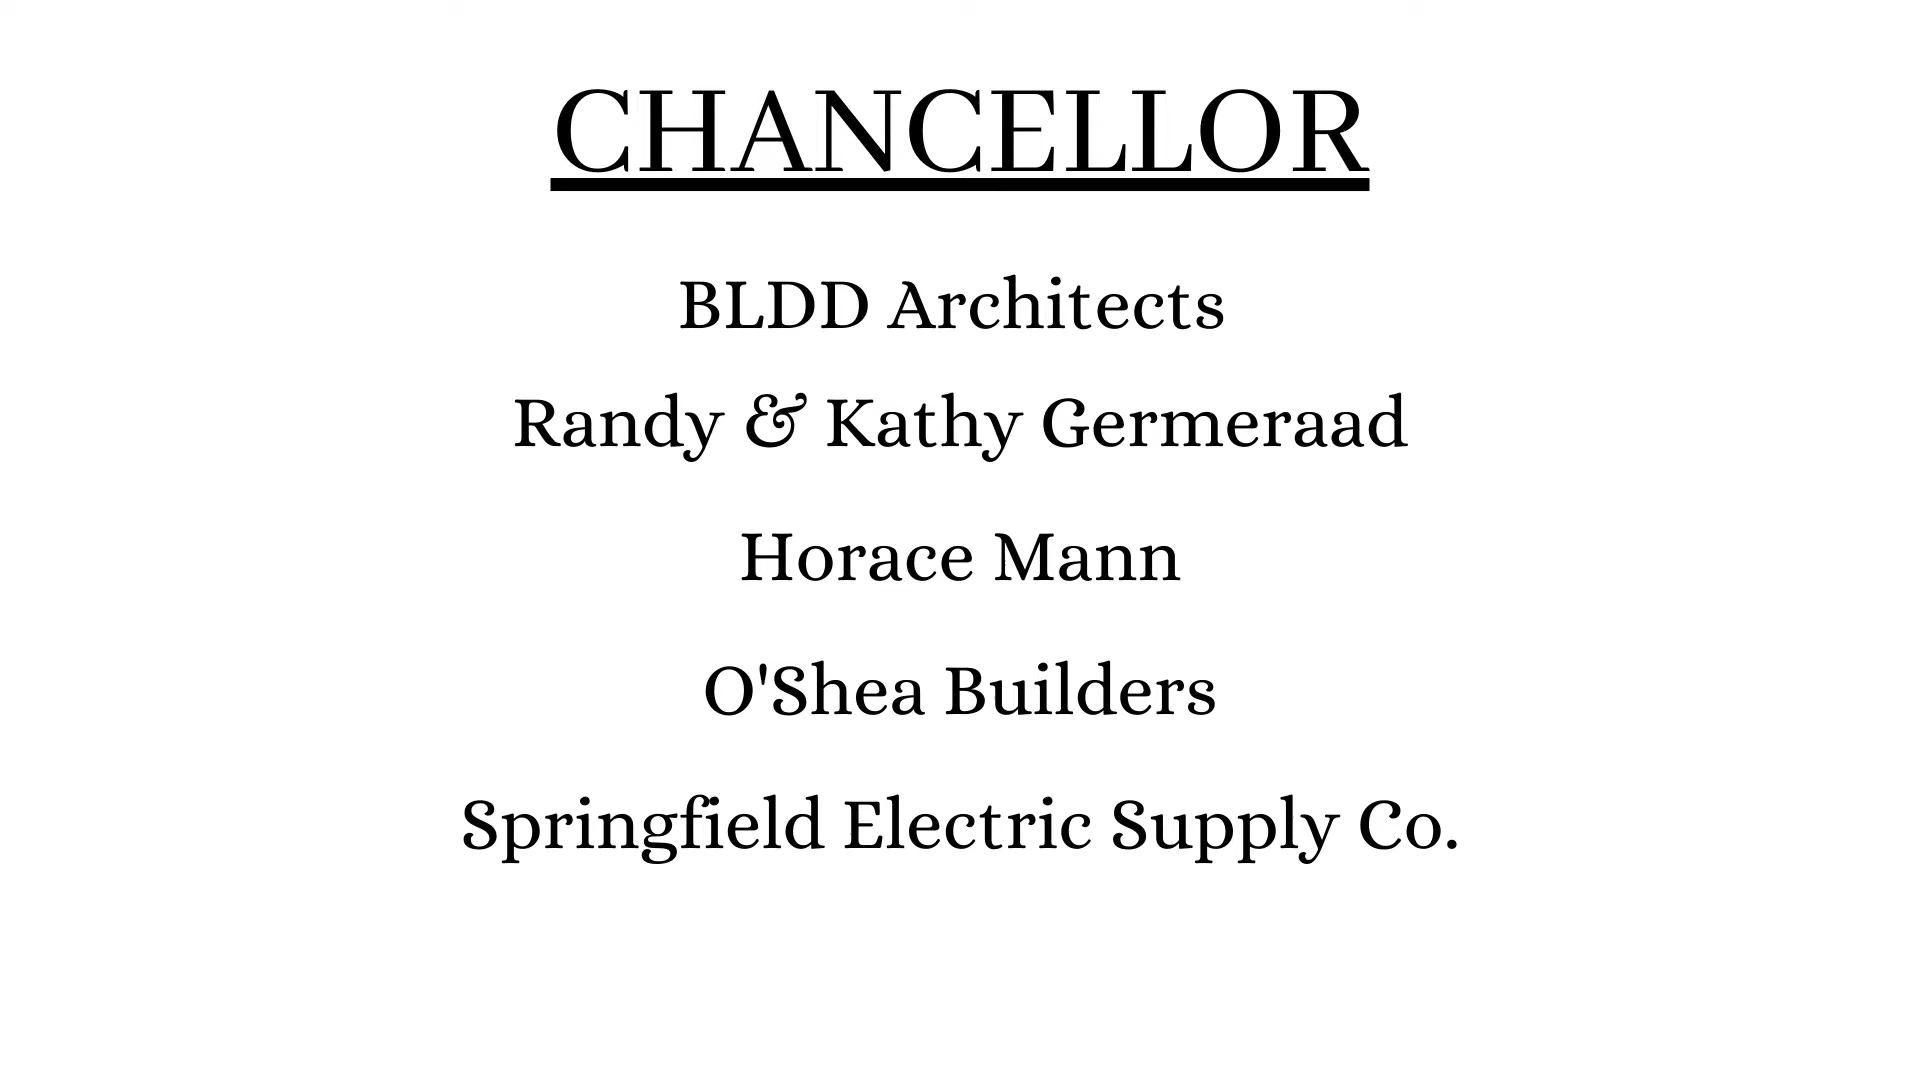 CHANCELLOR
BLDD Architects
Randy & Kathy Germeraad
Horace Mann
O'Shea Builders
Springfield Electric Supply Co.